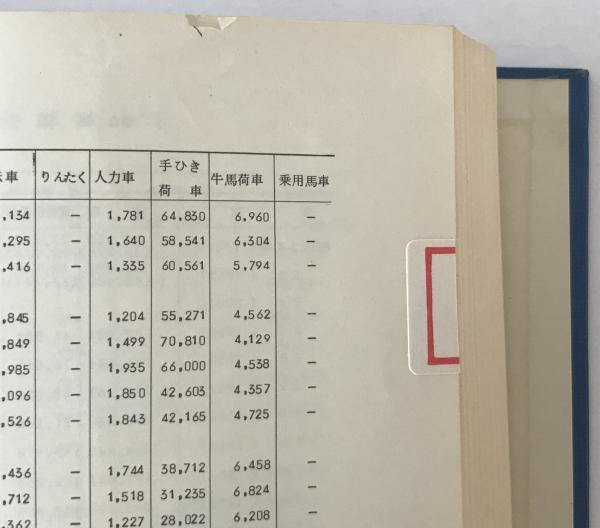 車 りんたく 人力車 手ひき荷車 牛馬荷車 乗用馬車
,134 — 1,781 64,830 6,960 —
,295 — 1,640 58,541 6,304 —
,416 — 1,335 60,561 5,794 —
,845 — 1,204 55,271 4,562 —
,849 — 1,499 70,810 4,129 —
,985 — 1,935 66,000 4,538 —
,096 — 1,850 42,603 4,357 —
,526 — 1,843 42,165 4,725 —
,436 — 1,744 38,712 6,458 —
,712 — 1,518 31,235 6,824 —
,362 — 1,227 28,022 6,208 —